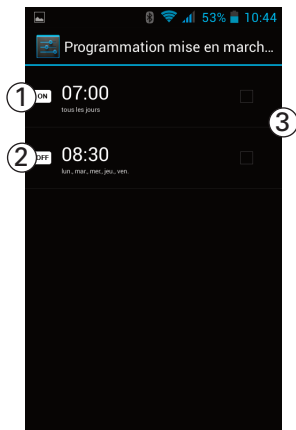 53% 10:44
Programmation mise en march...
1 ON 07:00 3
tous les jours
2 OFF 08:30
lun., mar., mer., jeu., ven.